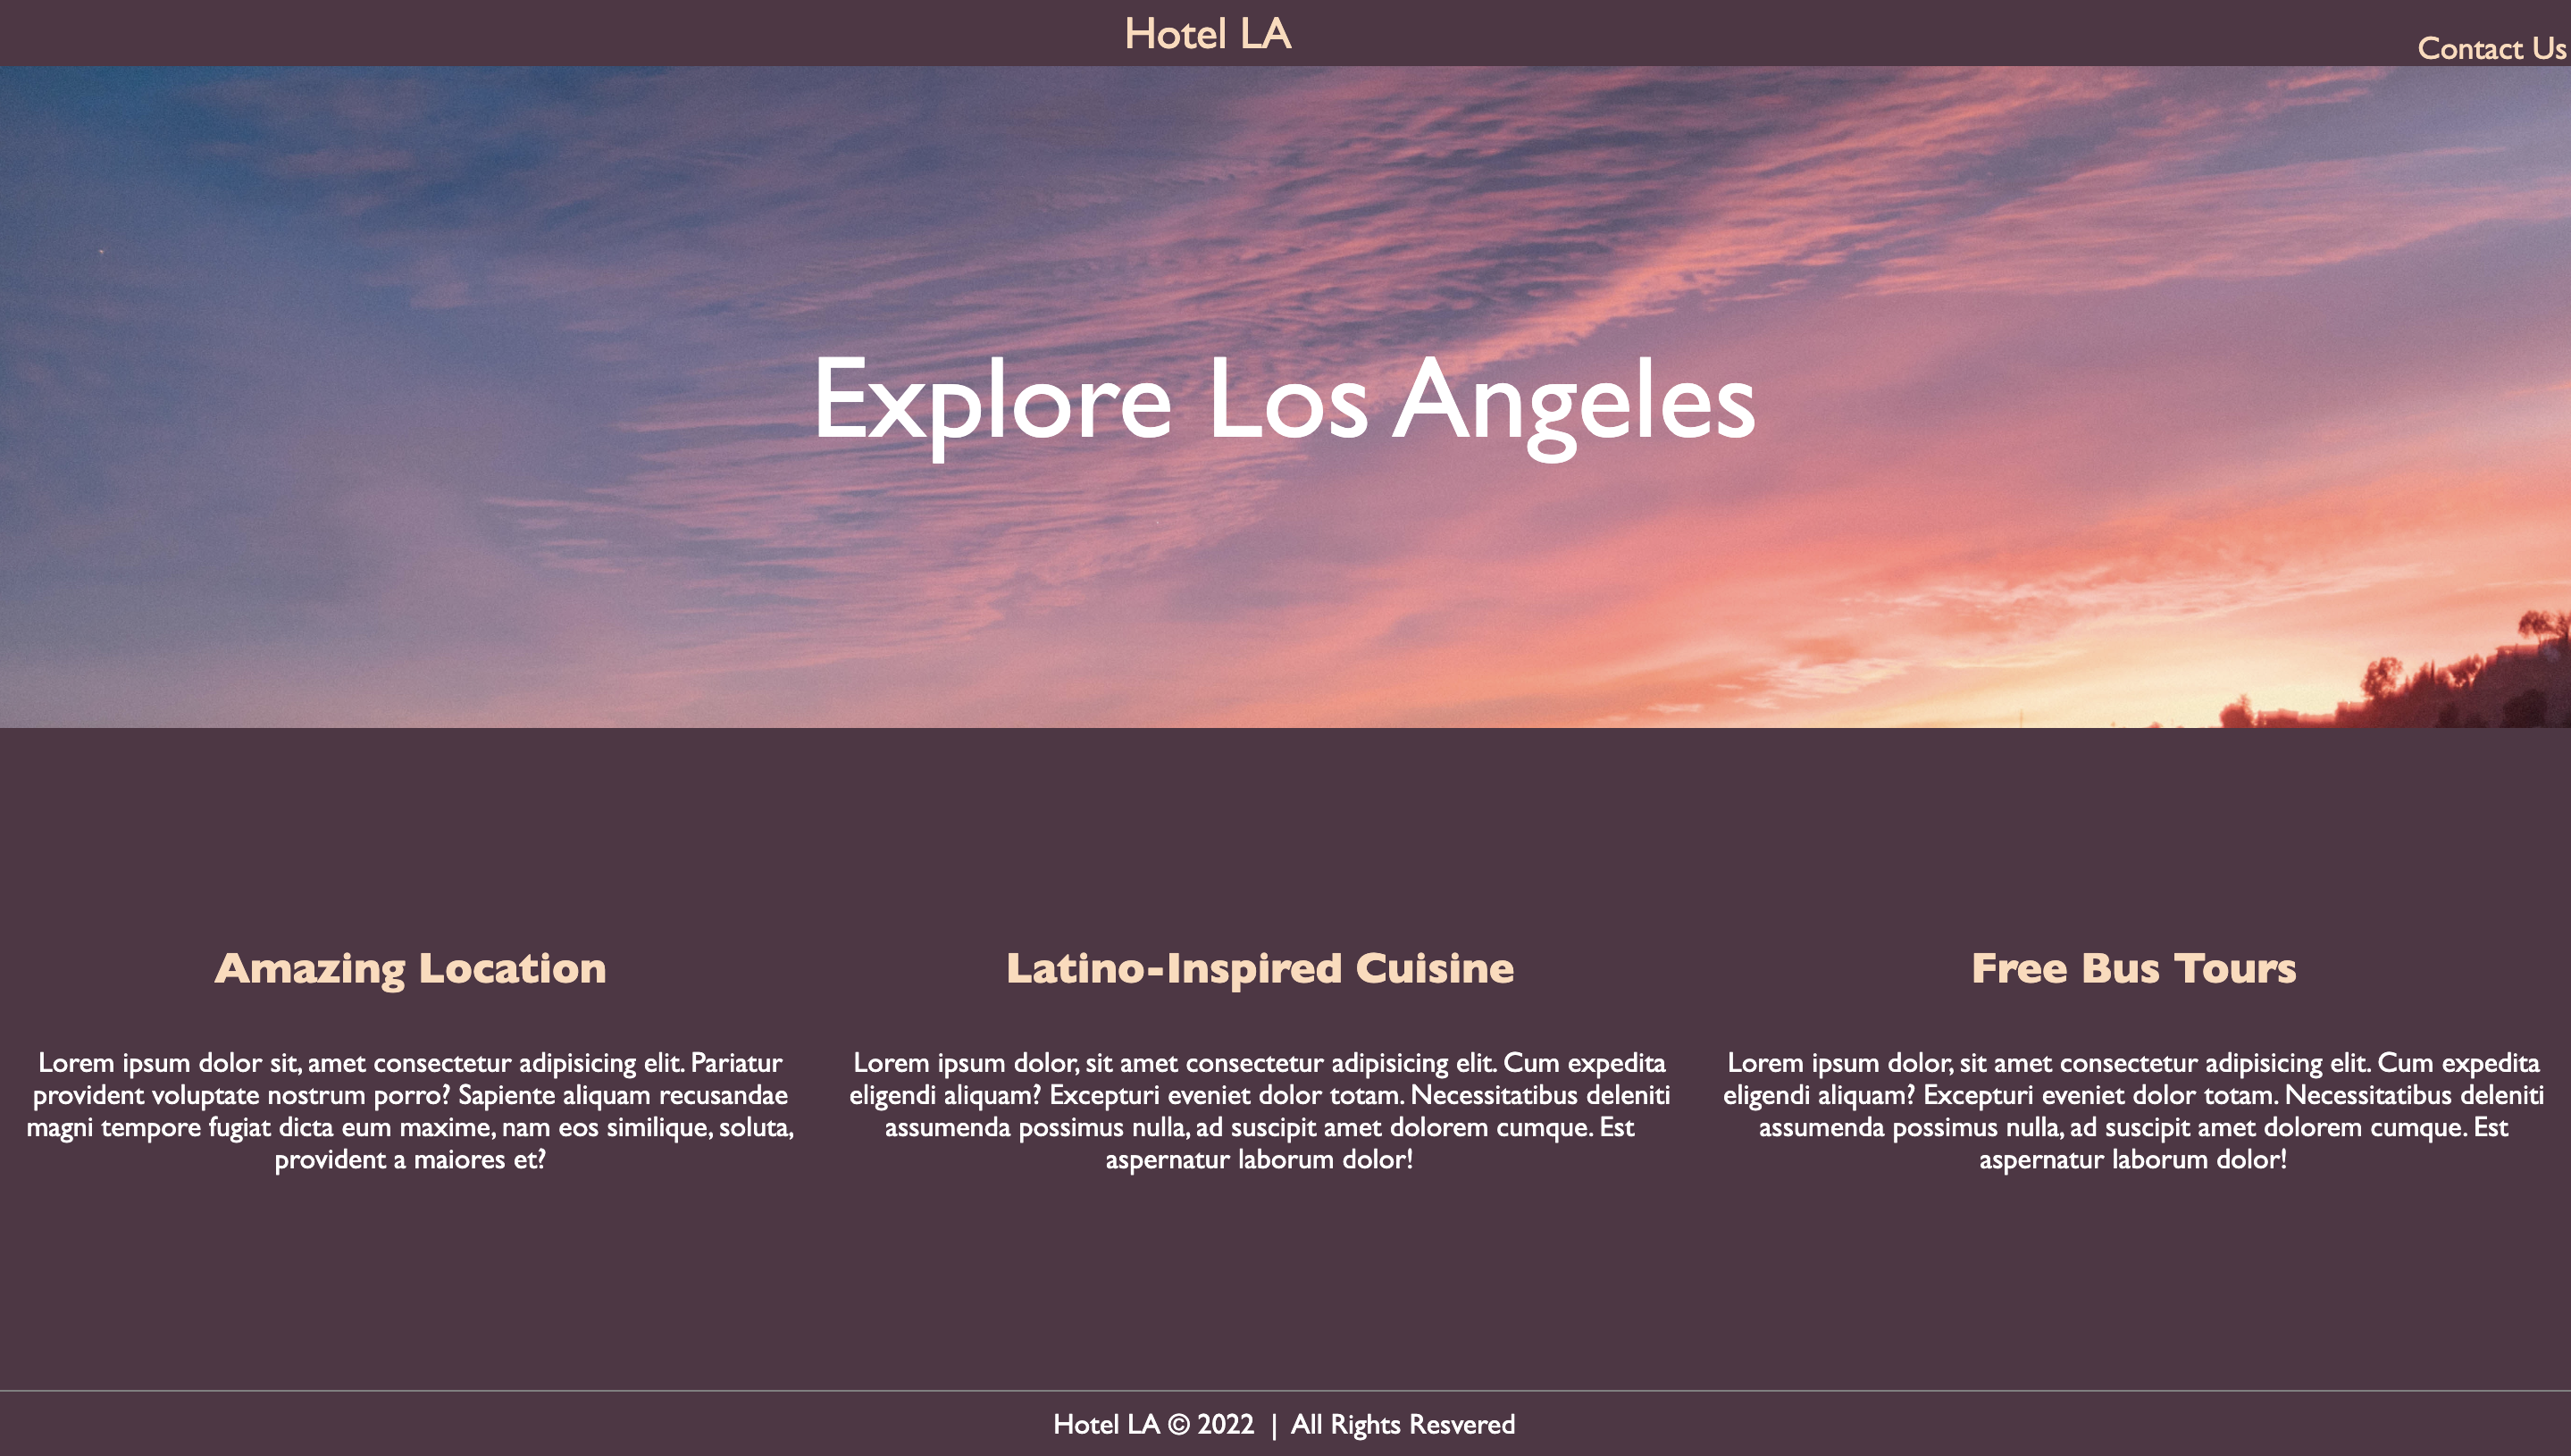 Hotel LA
Contact Us
Explore Los Angeles
Amazing Location
Lorem ipsum dolor sit, amet consectetur adipisicing elit. Pariatur
provident voluptate nostrum porro? Sapiente aliquam recusandae
magni tempore fugiat dicta eum maxime, nam eos similique, soluta,
provident a maiores et?
Latino-Inspired Cuisine
Lorem ipsum dolor, sit amet consectetur adipisicing elit. Cum expedita
eligendi aliquam? Excepturi eveniet dolor totam. Necessitatibus deleniti
assumenda possimus nulla, ad suscipit amet dolorem cumque. Est
aspernatur laborum dolor!
Free Bus Tours
Lorem ipsum dolor, sit amet consectetur adipisicing elit. Cum expedita
eligendi aliquam? Excepturi eveniet dolor totam. Necessitatibus deleniti
assumenda possimus nulla, ad suscipit amet dolorem cumque. Est
aspernatur laborum dolor!
Hotel LA © 2022 | All Rights Resvered